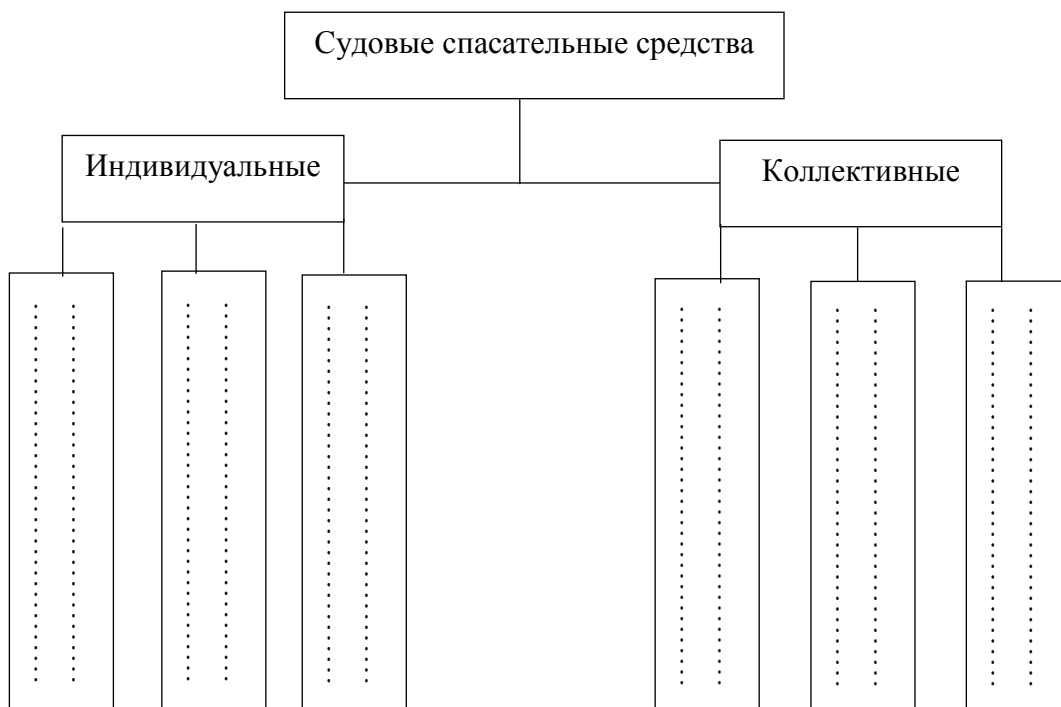 Судовые спасательные средства
Индивидуальные
Коллективные